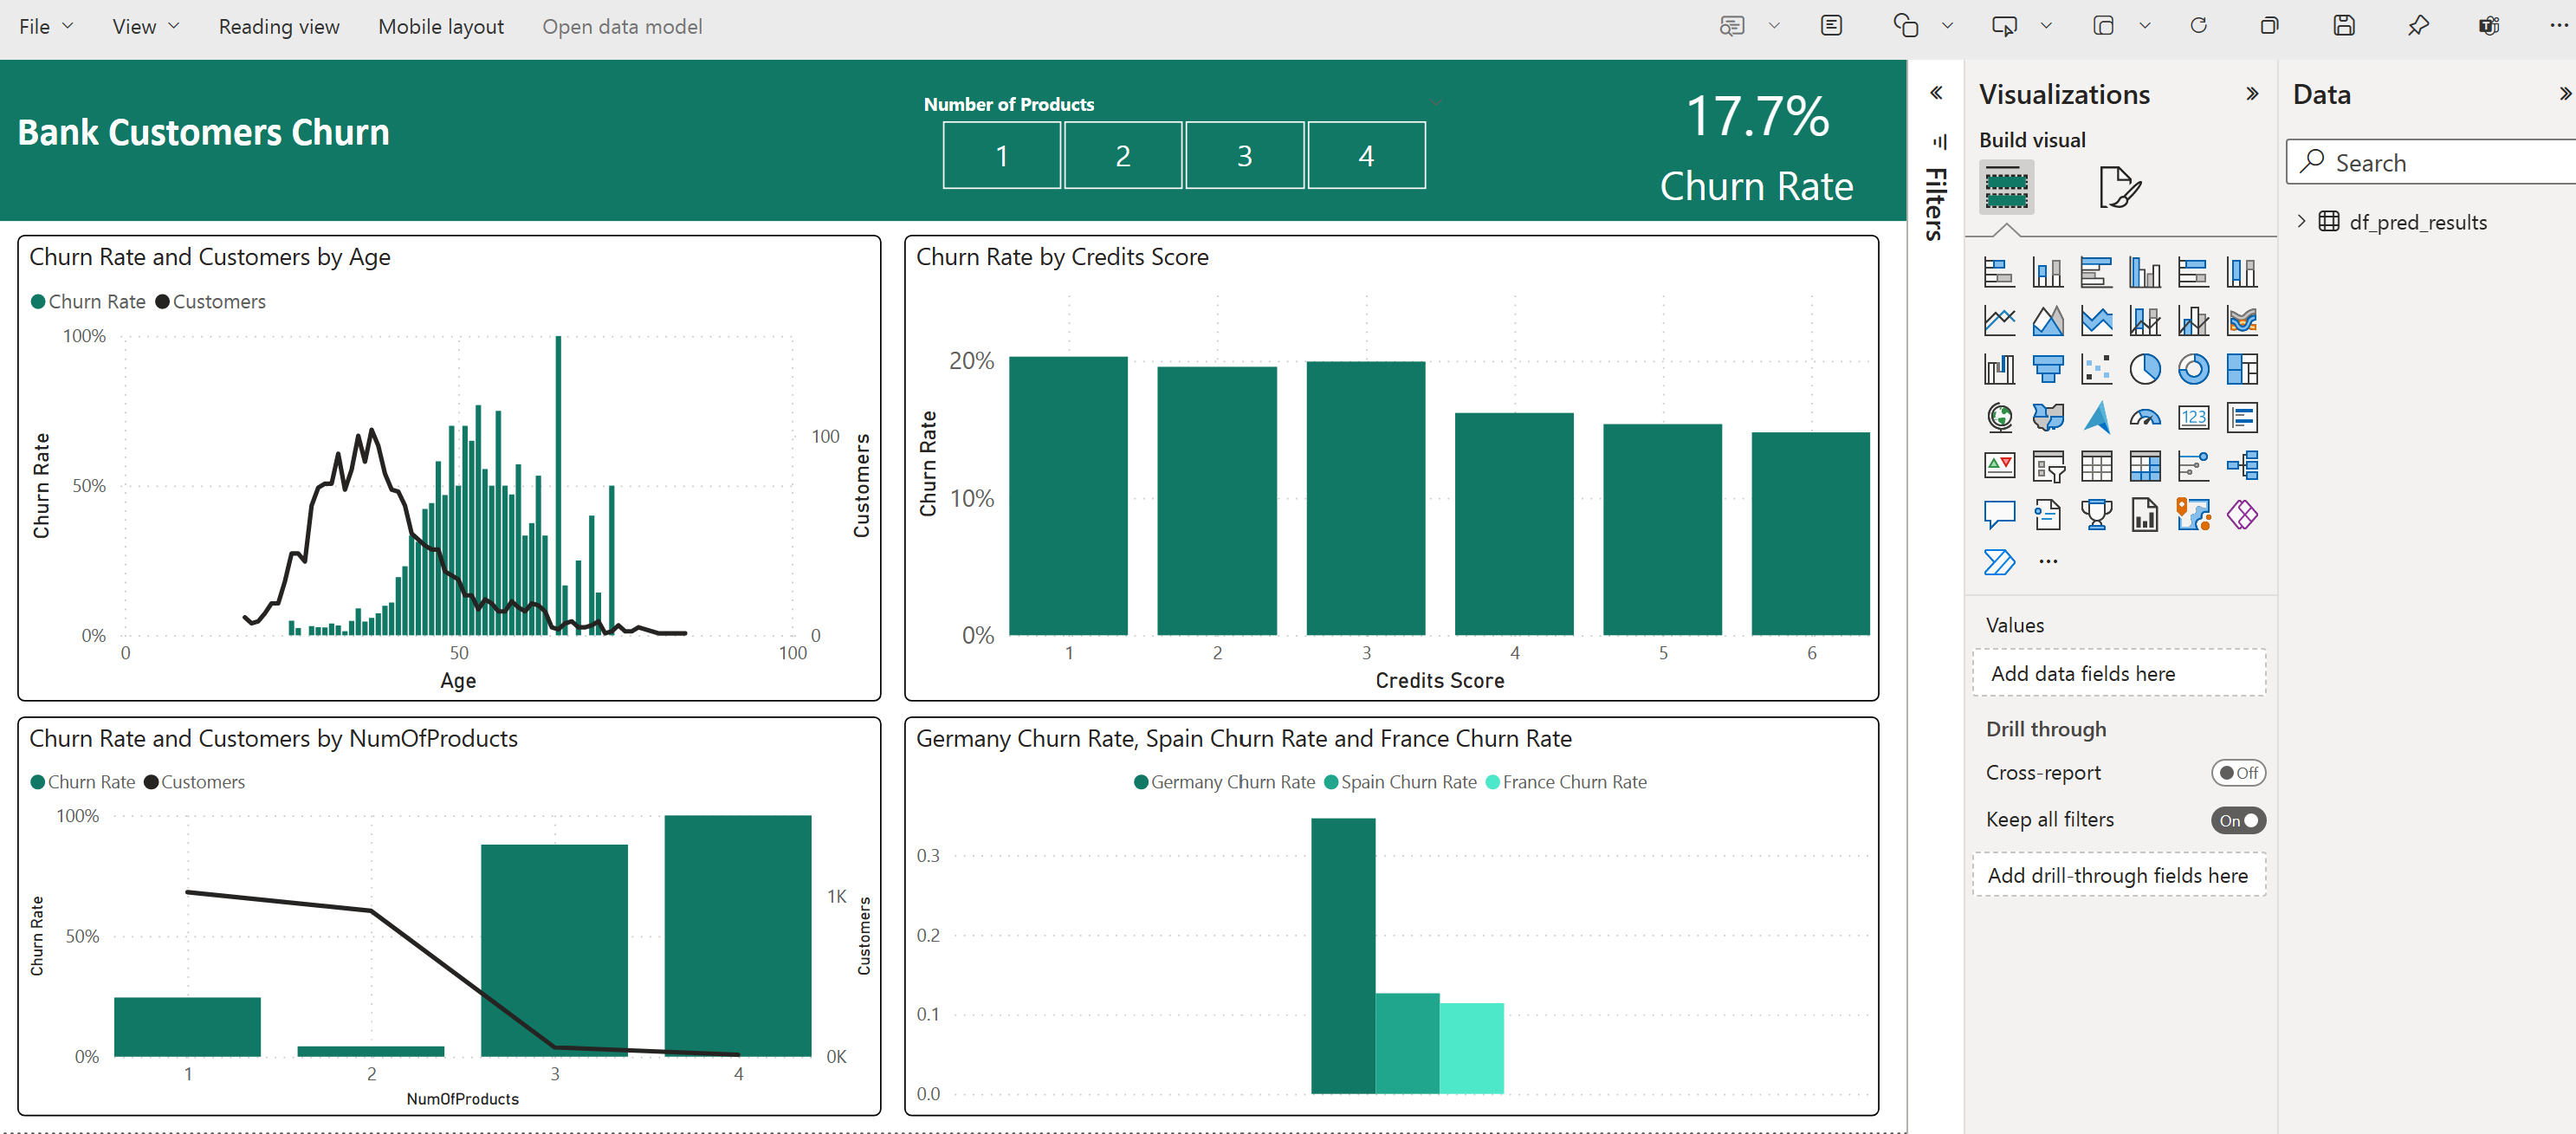 File View Reading view Mobile layout Open data model
Bank Customers Churn
Number of Products
1 2 3 4
17.7%
Churn Rate
Filters
Visualizations
Build visual
123
Values
Add data fields here
Drill through
Cross-report Off
Keep all filters On
Add drill-through fields here
Data
Search
df_pred_results
Churn Rate and Customers by Age
Churn Rate Customers
Churn Rate
100%
50%
0%
0 50 100
Age
100
0
Customers
Churn Rate by Credits Score
Churn Rate
20%
10%
0%
1 2 3 4 5 6
Credits Score
Churn Rate and Customers by NumOfProducts
Churn Rate Customers
Churn Rate
100%
50%
0%
1 2 3 4
NumOfProducts
1K
0K
Customers
Germany Churn Rate, Spain Churn Rate and France Churn Rate
Germany Churn Rate Spain Churn Rate France Churn Rate
0.3
0.2
0.1
0.0